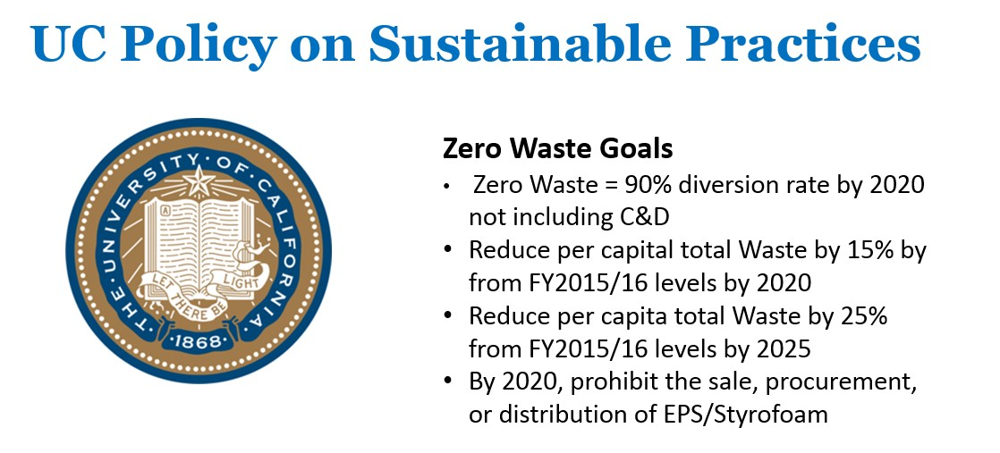 UC Policy on Sustainable Practices
THE·UNIVERSITY·OF·CALIFORNIA
A
LET THERE BE LIGHT
·1868·
Zero Waste Goals
• Zero Waste = 90% diversion rate by 2020
not including C&D
• Reduce per capital total Waste by 15% by
from FY2015/16 levels by 2020
• Reduce per capita total Waste by 25%
from FY2015/16 levels by 2025
• By 2020, prohibit the sale, procurement,
or distribution of EPS/Styrofoam